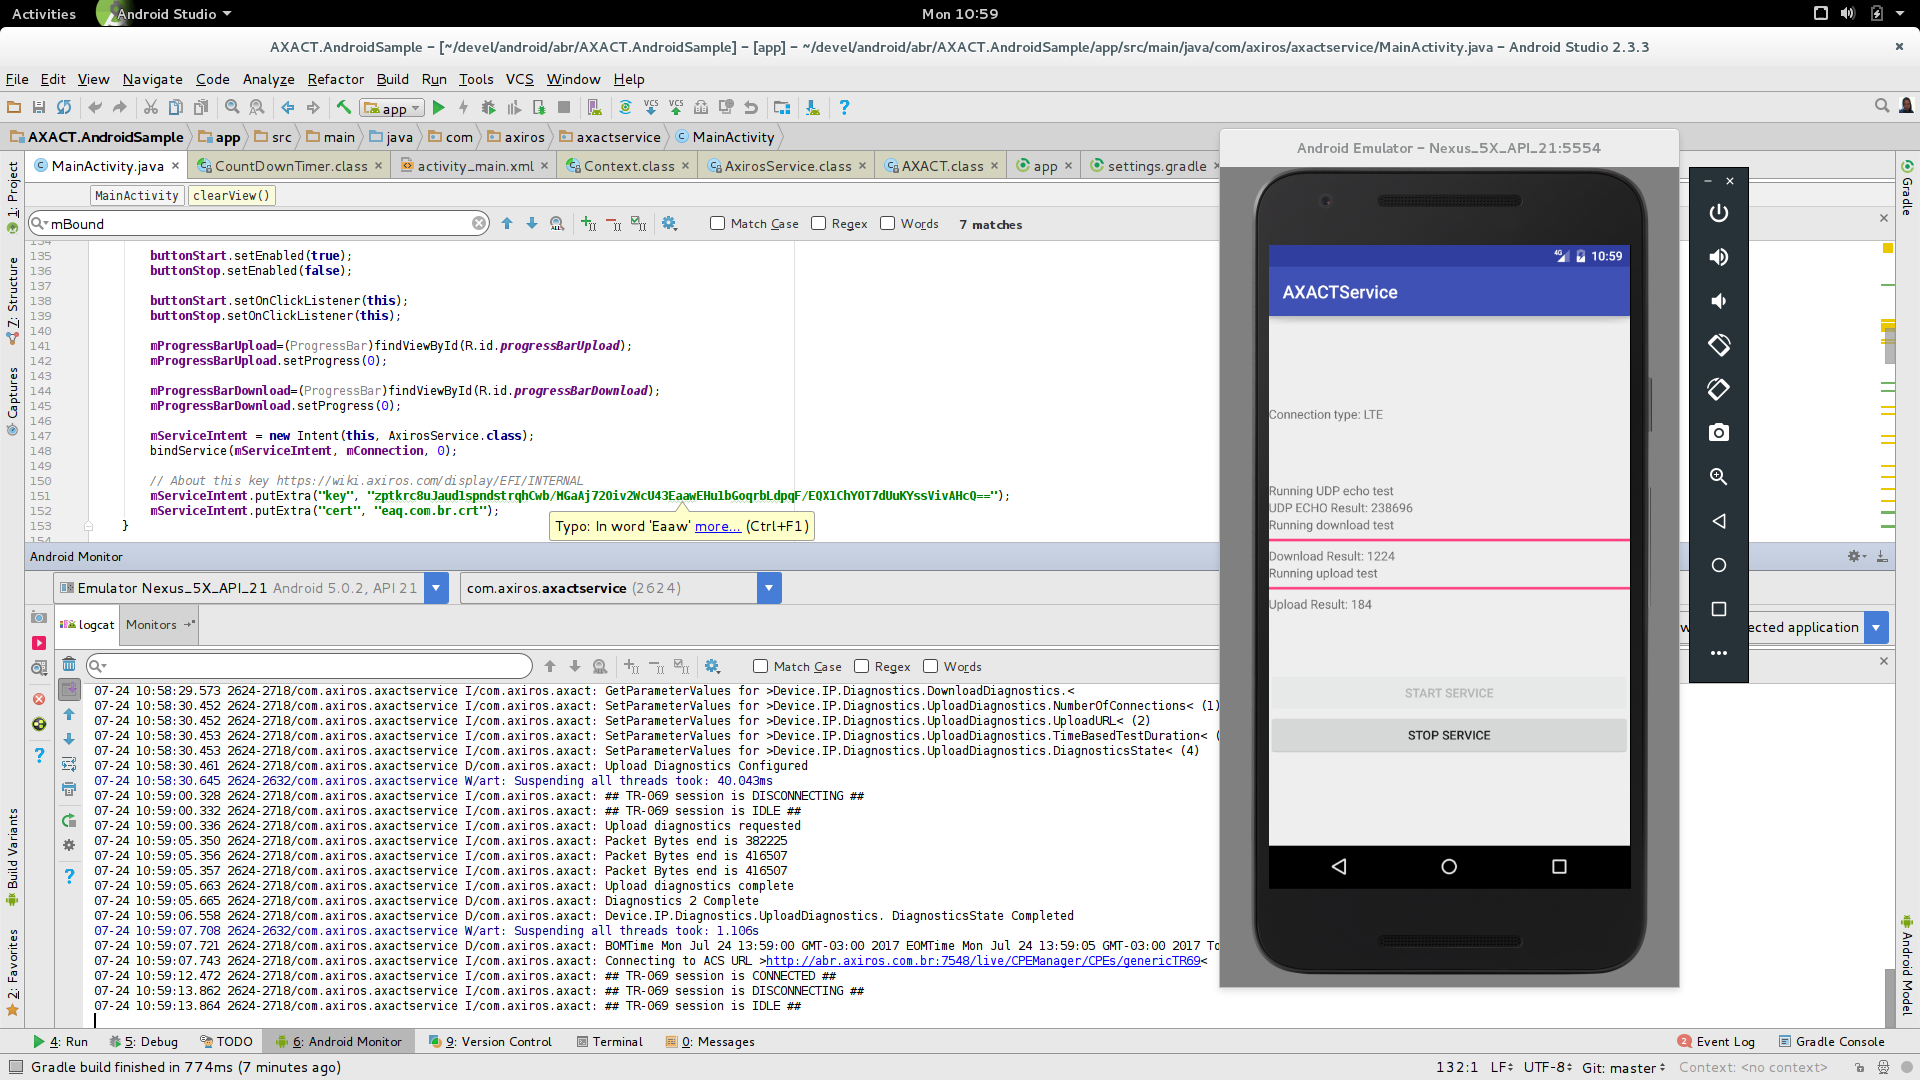 Activities
Android Studio
Mon 10:59
AXACT.AndroidSample – [~/devel/android/abr/AXACT.AndroidSample] – [app] – ~/devel/android/abr/AXACT.AndroidSample/app/src/main/java/com/axiros/axactservice/MainActivity.java – Android Studio 2.3.3
File Edit View Navigate Code Analyze Refactor Build Run Tools VCS Window Help
app
AXACT.AndroidSample app src main java com axiros axactservice MainActivity
MainActivity.java CountDownTimer.class activity_main.xml Context.class AxirosService.class AXACT.class app settings.gradle
MainActivity clearView()
mBound Match Case Regex Words 7 matches
134
135 buttonStart.setEnabled(true);
136 buttonStop.setEnabled(false);
137
138 buttonStart.setOnClickListener(this);
139 buttonStop.setOnClickListener(this);
140
141 mProgressBarUpload=(ProgressBar)findViewById(R.id.progressBarUpload);
142 mProgressBarUpload.setProgress(0);
143
144 mProgressBarDownload=(ProgressBar)findViewById(R.id.progressBarDownload);
145 mProgressBarDownload.setProgress(0);
146
147 mServiceIntent = new Intent(this, AxirosService.class);
148 bindService(mServiceIntent, mConnection, 0);
149
150 // About this key https://wiki.axiros.com/display/EFI/INTERNAL
151 mServiceIntent.putExtra("key", "zptkrc8uJaudlspndstrqhCwb/MGaAj72Oiv2WcU43EaawEHulbGoqrbLdpqF/EQXlChYOT7dUuKYssVivAHcQ==");
152 mServiceIntent.putExtra("cert", "eaq.com.br.crt");
153 }
154
Typo: In word 'Eaaw' more... (Ctrl+F1)
Android Monitor
Emulator Nexus_5X_API_21 Android 5.0.2, API 21 com.axiros.axactservice (2624)
logcat Monitors
ected application
Match Case Regex Words
07-24 10:58:29.573 2624-2718/com.axiros.axactservice I/com.axiros.axact: GetParameterValues for >Device.IP.Diagnostics.DownloadDiagnostics.<
07-24 10:58:30.452 2624-2718/com.axiros.axactservice I/com.axiros.axact: SetParameterValues for >Device.IP.Diagnostics.UploadDiagnostics.NumberOfConnections< (1)
07-24 10:58:30.452 2624-2718/com.axiros.axactservice I/com.axiros.axact: SetParameterValues for >Device.IP.Diagnostics.UploadDiagnostics.UploadURL< (2)
07-24 10:58:30.453 2624-2718/com.axiros.axactservice I/com.axiros.axact: SetParameterValues for >Device.IP.Diagnostics.UploadDiagnostics.TimeBasedTestDuration< (
07-24 10:58:30.453 2624-2718/com.axiros.axactservice I/com.axiros.axact: SetParameterValues for >Device.IP.Diagnostics.UploadDiagnostics.DiagnosticsState< (4)
07-24 10:58:30.461 2624-2718/com.axiros.axactservice D/com.axiros.axact: Upload Diagnostics Configured
07-24 10:58:30.645 2624-2632/com.axiros.axactservice W/art: Suspending all threads took: 40.043ms
07-24 10:59:00.328 2624-2718/com.axiros.axactservice I/com.axiros.axact: ## TR-069 session is DISCONNECTING ##
07-24 10:59:00.332 2624-2718/com.axiros.axactservice I/com.axiros.axact: ## TR-069 session is IDLE ##
07-24 10:59:00.336 2624-2718/com.axiros.axactservice I/com.axiros.axact: Upload diagnostics requested
07-24 10:59:05.350 2624-2718/com.axiros.axactservice I/com.axiros.axact: Packet Bytes end is 382225
07-24 10:59:05.356 2624-2718/com.axiros.axactservice I/com.axiros.axact: Packet Bytes end is 416507
07-24 10:59:05.357 2624-2718/com.axiros.axactservice I/com.axiros.axact: Packet Bytes end is 416507
07-24 10:59:05.663 2624-2718/com.axiros.axactservice I/com.axiros.axact: Upload diagnostics complete
07-24 10:59:05.665 2624-2718/com.axiros.axactservice D/com.axiros.axact: Diagnostics 2 Complete
07-24 10:59:06.558 2624-2718/com.axiros.axactservice D/com.axiros.axact: Device.IP.Diagnostics.UploadDiagnostics. DiagnosticsState Completed
07-24 10:59:07.708 2624-2632/com.axiros.axactservice W/art: Suspending all threads took: 1.106s
07-24 10:59:07.721 2624-2718/com.axiros.axactservice D/com.axiros.axact: BOMTime Mon Jul 24 13:59:00 GMT-03:00 2017 EOMTime Mon Jul 24 13:59:05 GMT-03:00 2017 To
07-24 10:59:07.743 2624-2718/com.axiros.axactservice I/com.axiros.axact: Connecting to ACS URL >http://abr.axiros.com.br:7548/live/CPEManager/CPEs/genericTR69<
07-24 10:59:12.472 2624-2718/com.axiros.axactservice I/com.axiros.axact: ## TR-069 session is CONNECTED ##
07-24 10:59:13.862 2624-2718/com.axiros.axactservice I/com.axiros.axact: ## TR-069 session is DISCONNECTING ##
07-24 10:59:13.864 2624-2718/com.axiros.axactservice I/com.axiros.axact: ## TR-069 session is IDLE ##
Android Emulator – Nexus_5X_API_21:5554
4G 10:59
AXACTService
Connection type: LTE
Running UDP echo test
UDP ECHO Result: 238696
Running download test
Download Result: 1224
Running upload test
Upload Result: 184
START SERVICE
STOP SERVICE
1: Project
7: Structure
Captures
Build Variants
2: Favorites
Gradle
Android Model
4: Run 5: Debug TODO 6: Android Monitor 9: Version Control Terminal 0: Messages 2 Event Log Gradle Console
Gradle build finished in 774ms (7 minutes ago) 132:1 LF UTF-8 Git: master Context: <no context>